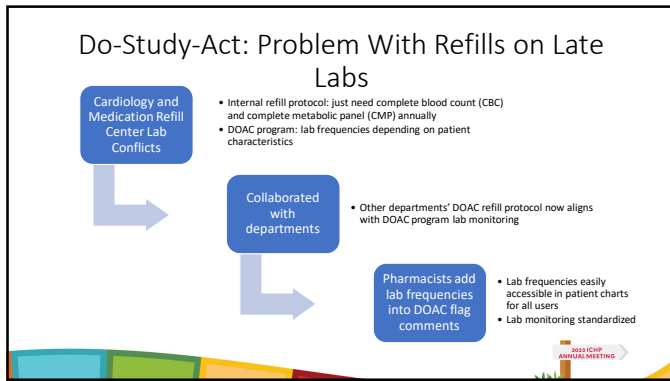 Do-Study-Act: Problem With Refills on Late
Labs
Cardiology and
Medication Refill
Center Lab
Conflicts
• Internal refill protocol: just need complete blood count (CBC)
and complete metabolic panel (CMP) annually
• DOAC program: lab frequencies depending on patient
characteristics
Collaborated
with
departments
• Other departments' DOAC refill protocol now aligns
with DOAC program lab monitoring
Pharmacists add
lab frequencies
into DOAC flag
comments
• Lab frequencies easily
accessible in patient charts
for all users
• Lab monitoring standardized
2023 ICHP
ANNUAL MEETING